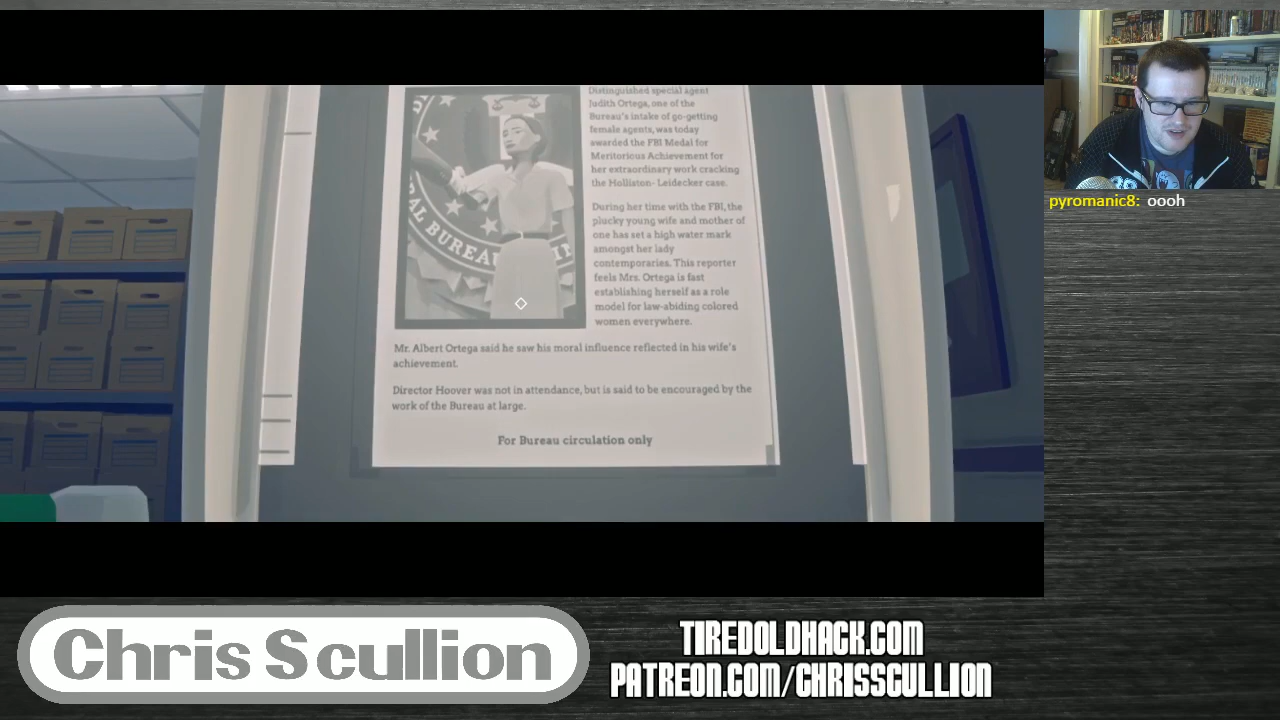 Distinguished special agent
Judith Ortega, one of the
Bureau's intake of go-getting
female agents, was today
awarded the FBI Medal for
Meritorious Achievement for
her extraordinary work cracking
the Holliston- Leidecker case.
During her time with the FBI, the
plucky young wife and mother of
one has set a high water mark
amongst her lady
contemporaries. This reporter
feels Mrs. Ortega is fast
establishing herself as a role
model for law-abiding colored
women everywhere.
AL BUREAU
Mr. Albert Ortega said he saw his moral influence reflected in his wife's
achievement.
Director Hoover was not in attendance, but is said to be encouraged by the
work of the Bureau at large.
For Bureau circulation only
pyromanic8: oooh
Chris Scullion
TIREDOLDHACK.COM
PATREON.COM/CHRISSCULLION